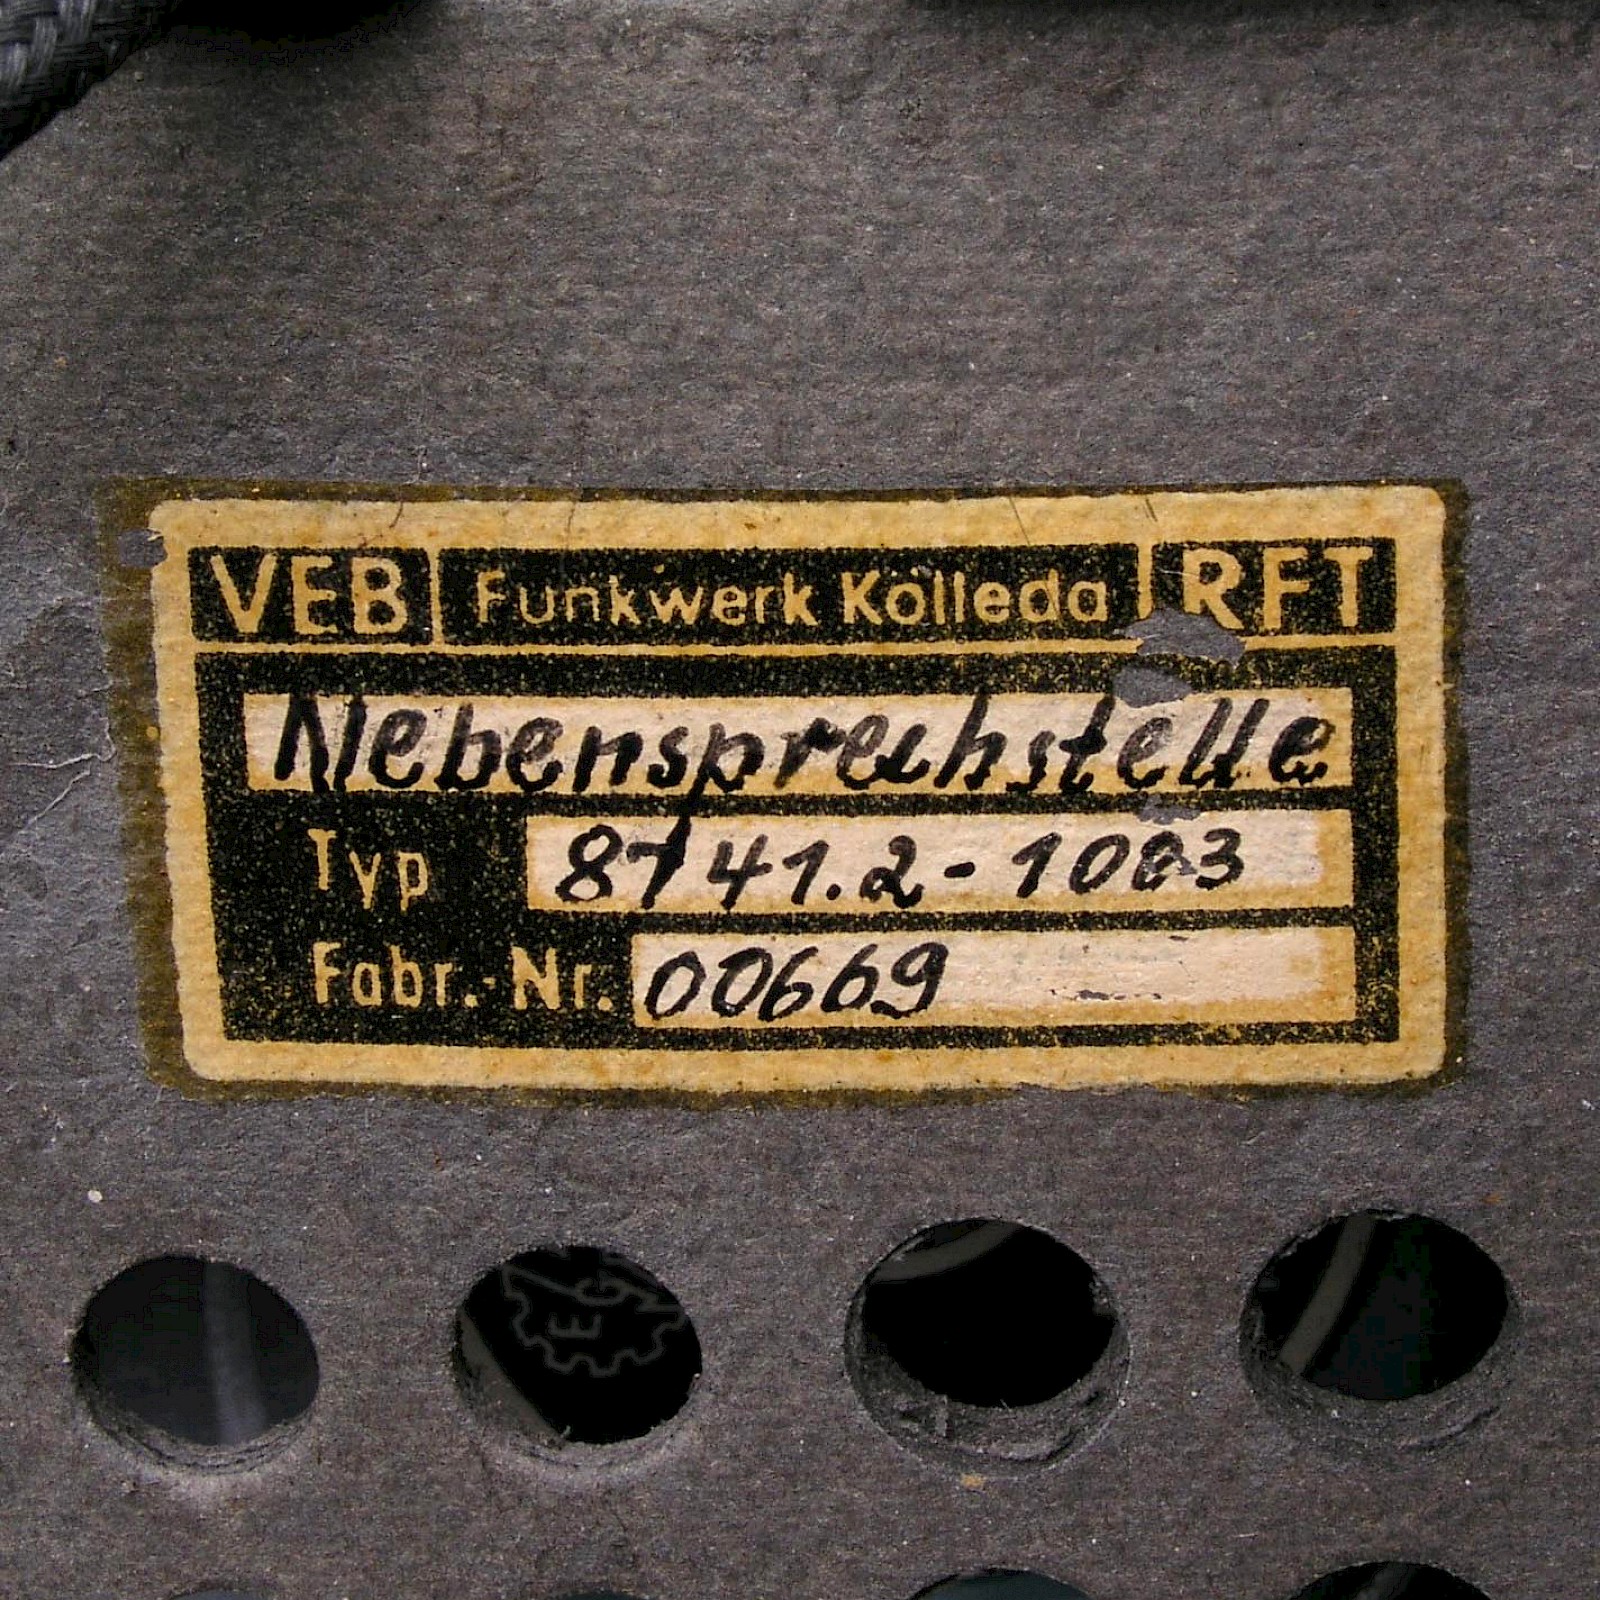 VEB Funkwerk Kölleda RFT
Nebensprechstelle
Typ 8741.2-1003
Fabr.-Nr. 00669